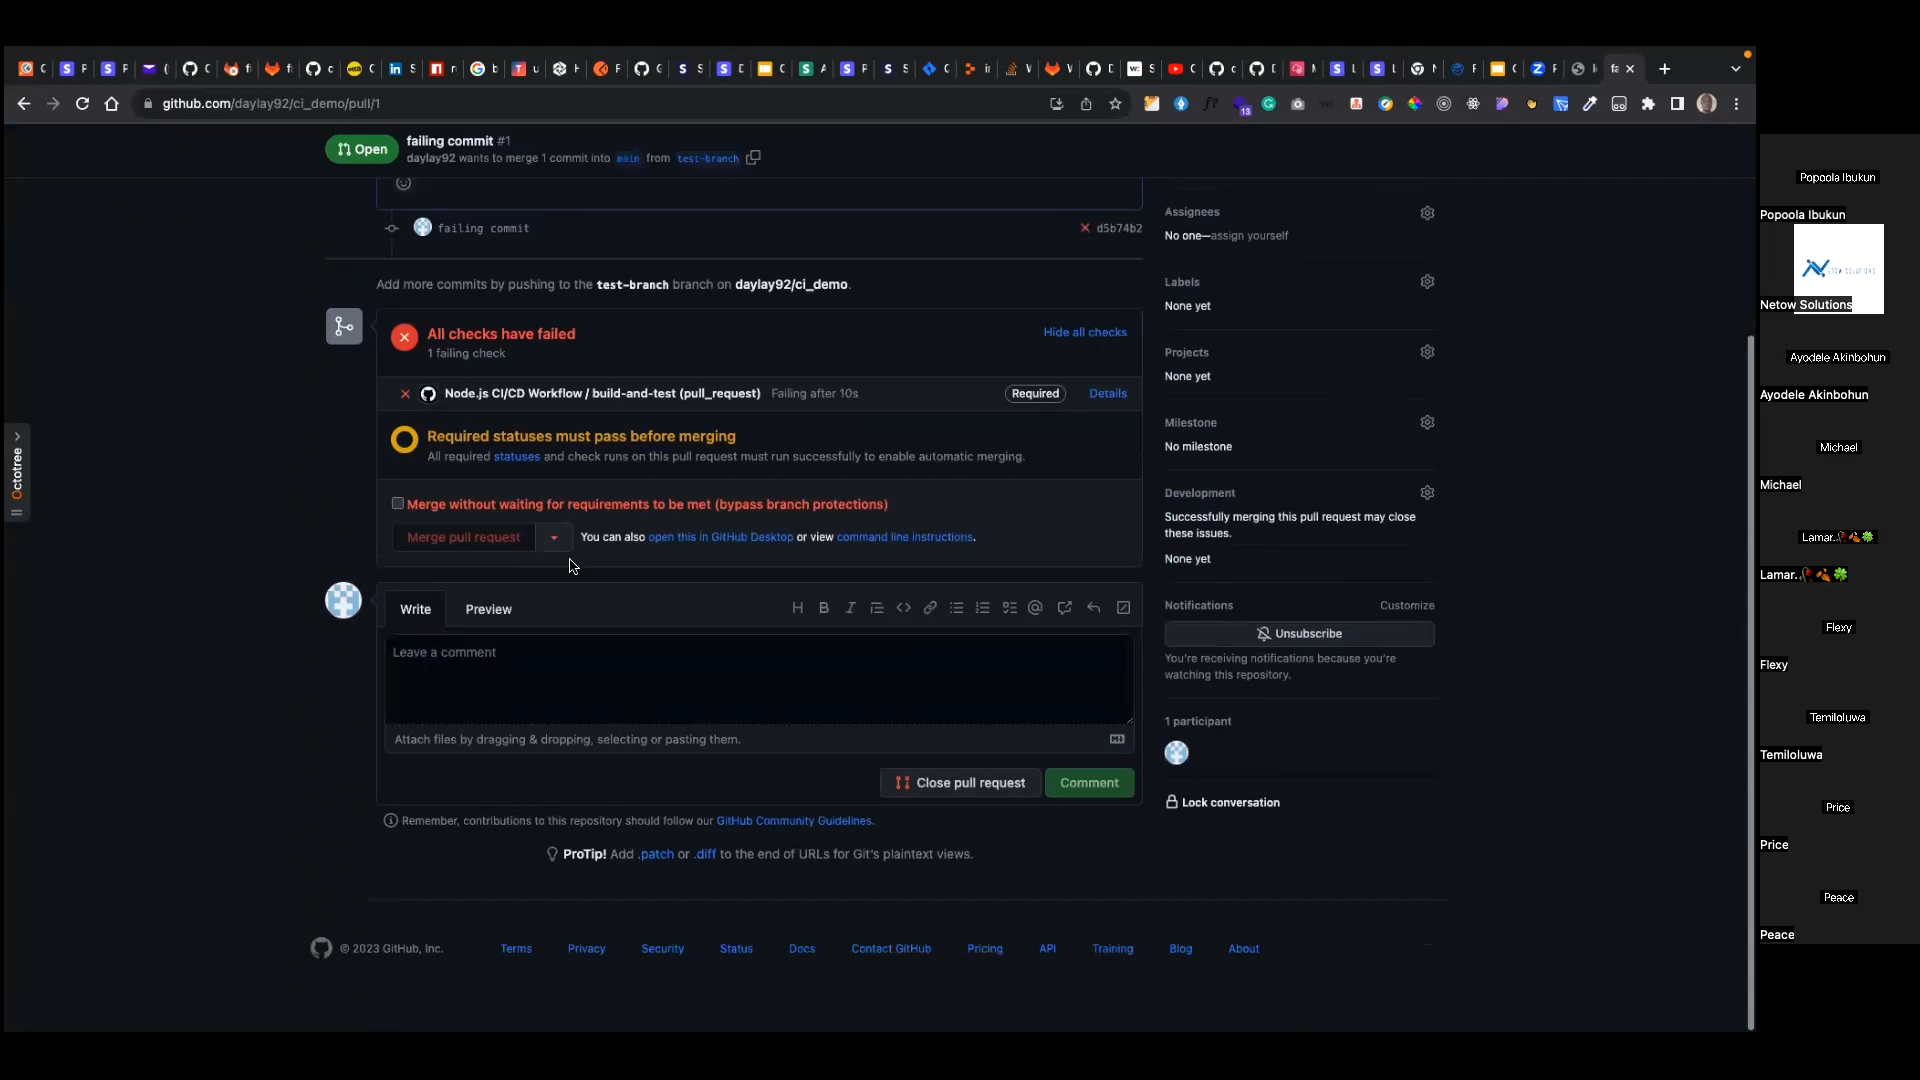 github.com/daylay92/ci_demo/pull/1
13
Open
failing commit #1
daylay92 wants to merge 1 commit into main from test-branch
failing commit
d5b74b2
Add more commits by pushing to the test-branch branch on daylay92/ci_demo.
All checks have failed
1 failing check
Hide all checks
Node.js CI/CD Workflow / build-and-test (pull_request) Failing after 10s
Required
Details
Required statuses must pass before merging
All required statuses and check runs on this pull request must run successfully to enable automatic merging.
Merge without waiting for requirements to be met (bypass branch protections)
Merge pull request
You can also open this in GitHub Desktop or view command line instructions.
Write
Preview
Leave a comment
Attach files by dragging & dropping, selecting or pasting them.
Close pull request
Comment
Remember, contributions to this repository should follow our GitHub Community Guidelines.
ProTip! Add .patch or .diff to the end of URLs for Git's plaintext views.
Assignees
No one—assign yourself
Labels
None yet
Projects
None yet
Milestone
No milestone
Development
Successfully merging this pull request may close
these issues.
None yet
Notifications
Customize
Unsubscribe
You're receiving notifications because you're
watching this repository.
1 participant
Lock conversation
Octotree
© 2023 GitHub, Inc.
Terms
Privacy
Security
Status
Docs
Contact GitHub
Pricing
API
Training
Blog
About
Popoola Ibukun
Popoola Ibukun
Netow Solutions
Ayodele Akinbohun
Ayodele Akinbohun
Michael
Michael
Lamar.🥀🍂🍀
Lamar.🥀🍂🍀
Flexy
Flexy
Temiloluwa
Temiloluwa
Price
Price
Peace
Peace